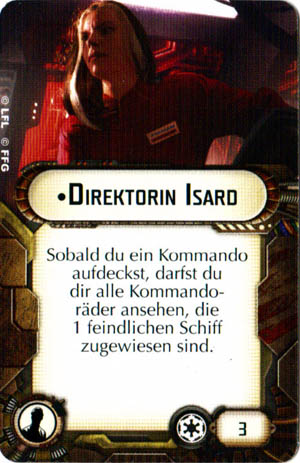 © LFL © FFG
•Direktorin Isard
Sobald du ein Kommando
aufdeckst, darfst du
dir alle Kommando-
räder ansehen, die
1 feindlichen Schiff
zugewiesen sind.
3